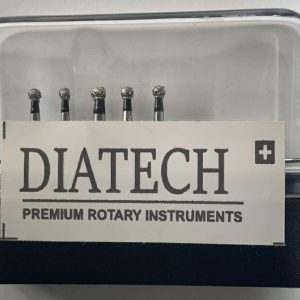 DIATECH
PREMIUM ROTARY INSTRUMENTS